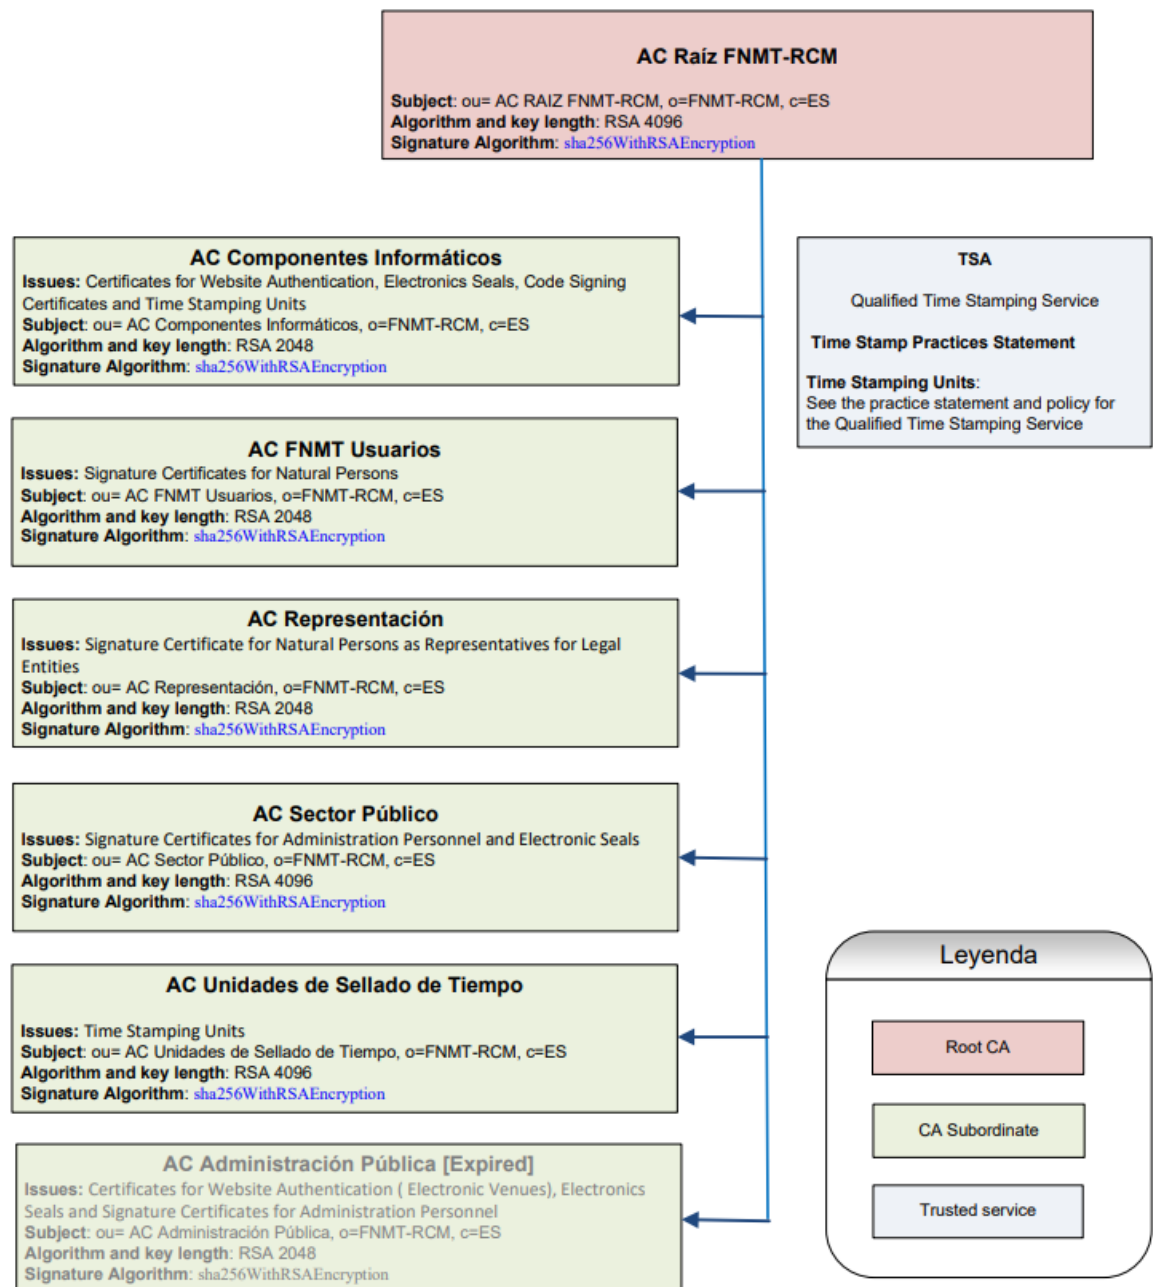 AC Raíz FNMT-RCM
Subject: ou= AC RAIZ FNMT-RCM, o=FNMT-RCM, c=ES
Algorithm and key length: RSA 4096
Signature Algorithm: sha256WithRSAEncryption
AC Componentes Informáticos
Issues: Certificates for Website Authentication, Electronics Seals, Code Signing
Certificates and Time Stamping Units
Subject: ou= AC Componentes Informáticos, o=FNMT-RCM, c=ES
Algorithm and key length: RSA 2048
Signature Algorithm: sha256WithRSAEncryption
TSA
Qualified Time Stamping Service
Time Stamp Practices Statement
Time Stamping Units:
See the practice statement and policy for
the Qualified Time Stamping Service
AC FNMT Usuarios
Issues: Signature Certificates for Natural Persons
Subject: ou= AC FNMT Usuarios, o=FNMT-RCM, c=ES
Algorithm and key length: RSA 2048
Signature Algorithm: sha256WithRSAEncryption
AC Representación
Issues: Signature Certificate for Natural Persons as Representatives for Legal
Entities
Subject: ou= AC Representación, o=FNMT-RCM, c=ES
Algorithm and key length: RSA 2048
Signature Algorithm: sha256WithRSAEncryption
AC Sector Público
Issues: Signature Certificates for Administration Personnel and Electronic Seals
Subject: ou= AC Sector Público, o=FNMT-RCM, c=ES
Algorithm and key length: RSA 4096
Signature Algorithm: sha256WithRSAEncryption
AC Unidades de Sellado de Tiempo
Issues: Time Stamping Units
Subject: ou= AC Unidades de Sellado de Tiempo, o=FNMT-RCM, c=ES
Algorithm and key length: RSA 4096
Signature Algorithm: sha256WithRSAEncryption
AC Administración Pública [Expired]
Issues: Certificates for Website Authentication ( Electronic Venues), Electronics
Seals and Signature Certificates for Administration Personnel
Subject: ou= AC Administración Pública, o=FNMT-RCM, c=ES
Algorithm and key length: RSA 2048
Signature Algorithm: sha256WithRSAEncryption
Leyenda
Root CA
CA Subordinate
Trusted service